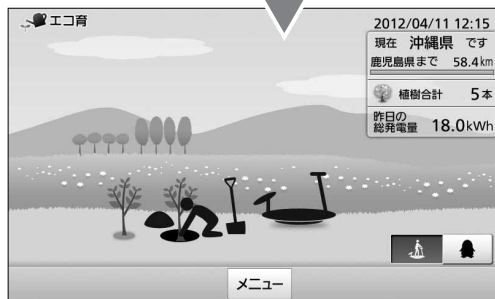 エコ育
2012/04/11 12:15
現在 沖縄県 です
鹿児島県まで 58.4km
植樹合計 5本
昨日の
総発電量 18.0kWh
メニュー